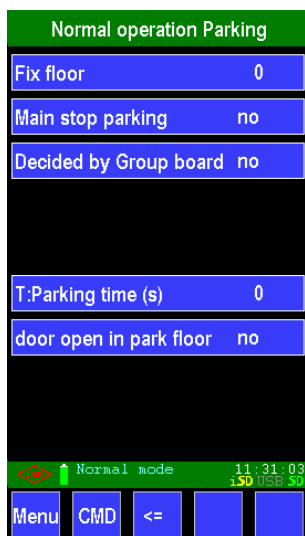 Normal operation Parking
Fix floor 0
Main stop parking no
Decided by Group board no
T:Parking time (s) 0
door open in park floor no
Normal mode 11:31:03
iSD USB SD
Menu CMD <=